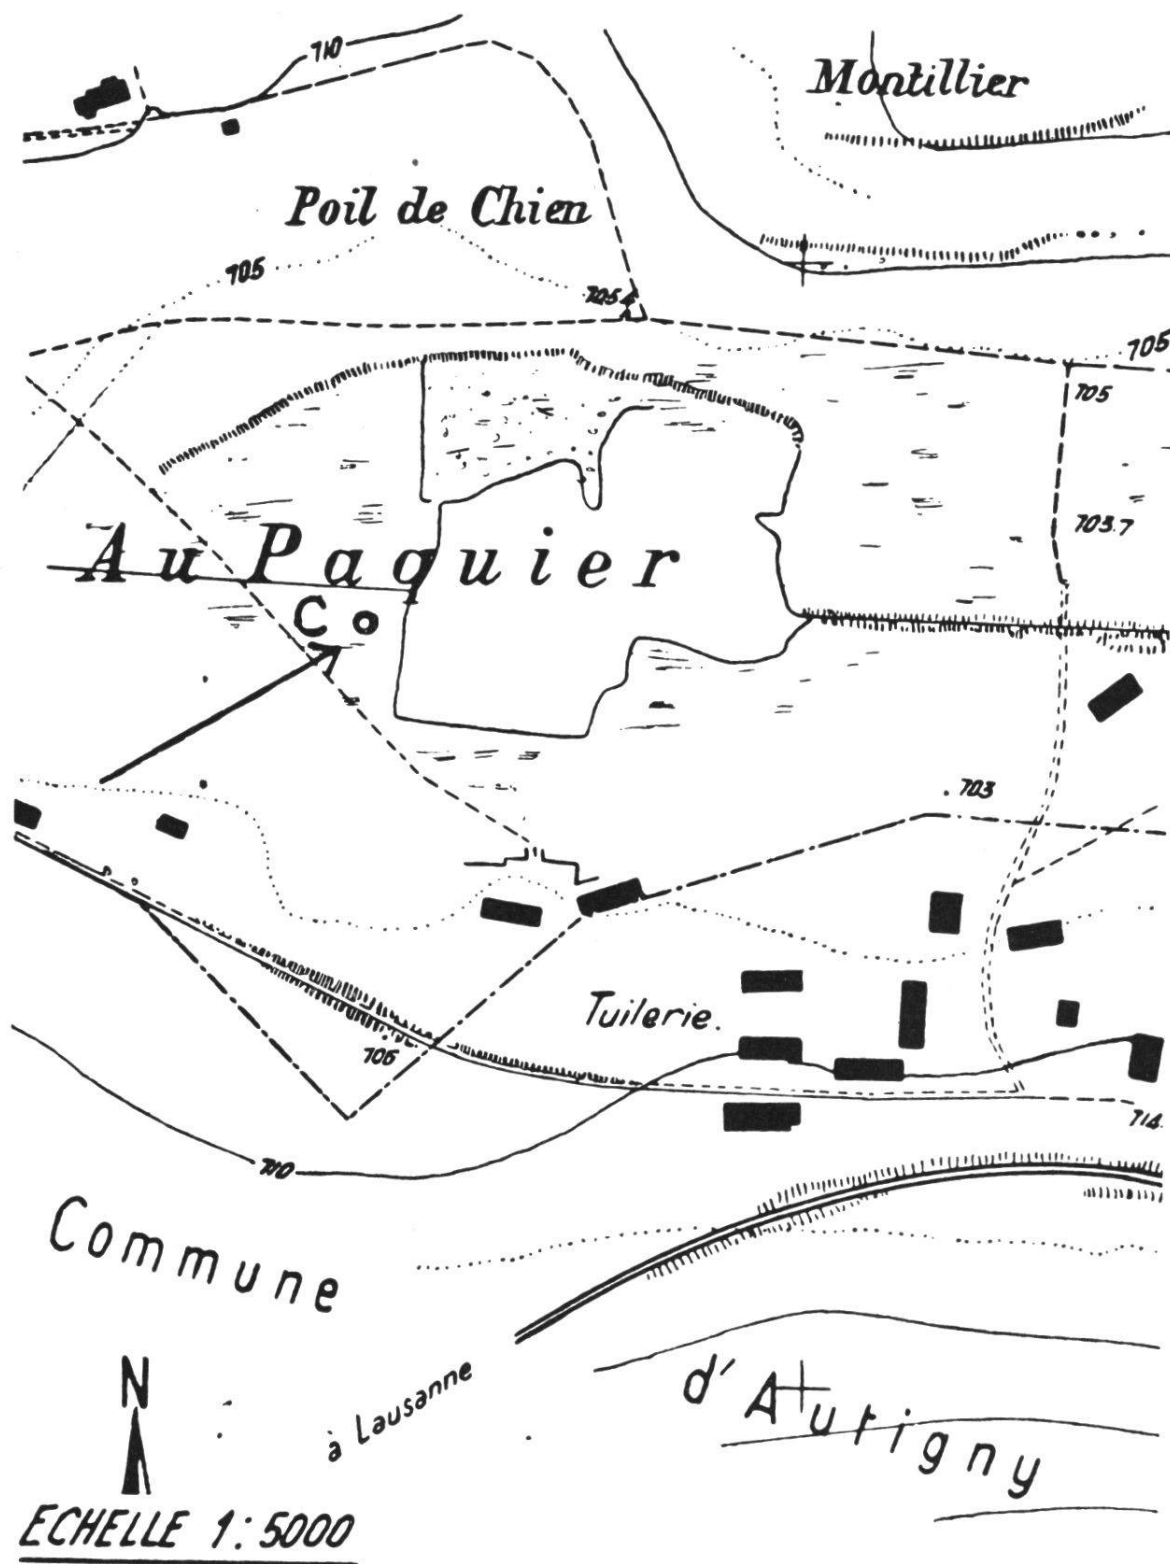 710
Montillier
Poil de Chien
705
705
705
705
703.7
Au Paquier
Co
703
Tuilerie.
706
714
710
Commune
d'Autigny
à Lausanne
N
ECHELLE 1:5000